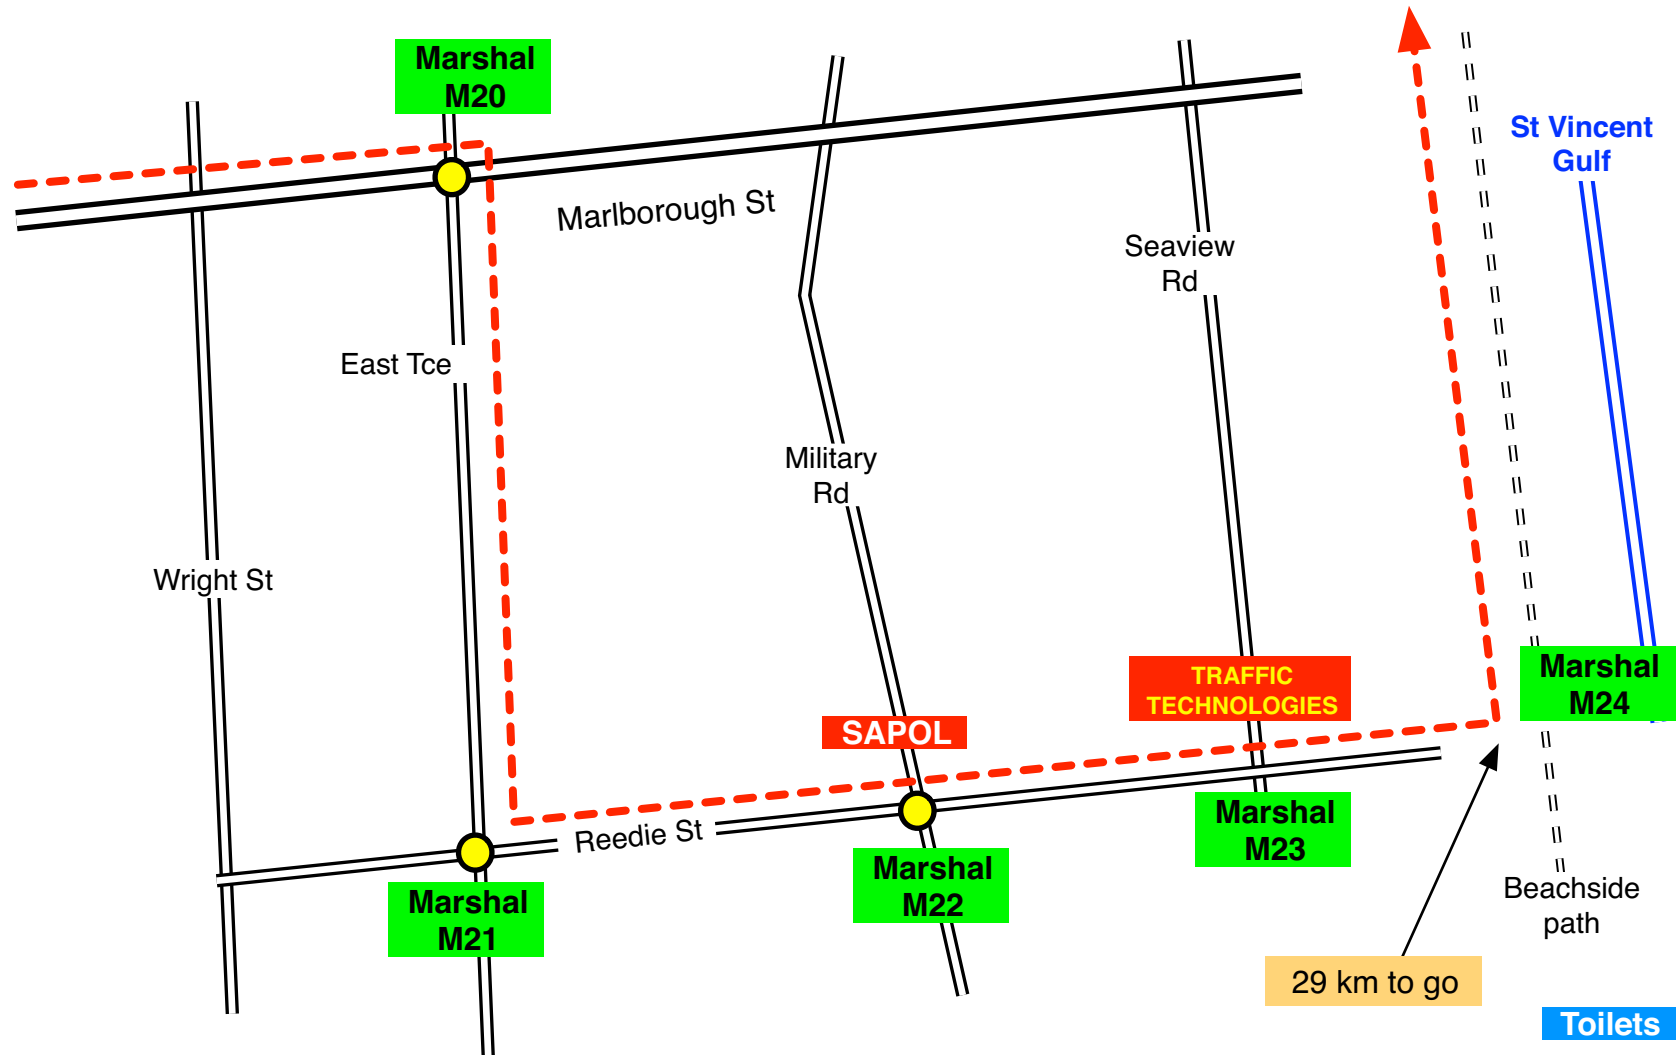 Marshal
M20
St Vincent
Gulf
Marlborough St
Seaview
Rd
East Tce
Military
Rd
Wright St
TRAFFIC
TECHNOLOGIES
Marshal
M24
SAPOL
Reedie St
Marshal
M23
Marshal
M22
Marshal
M21
Beachside
path
29 km to go
Toilets